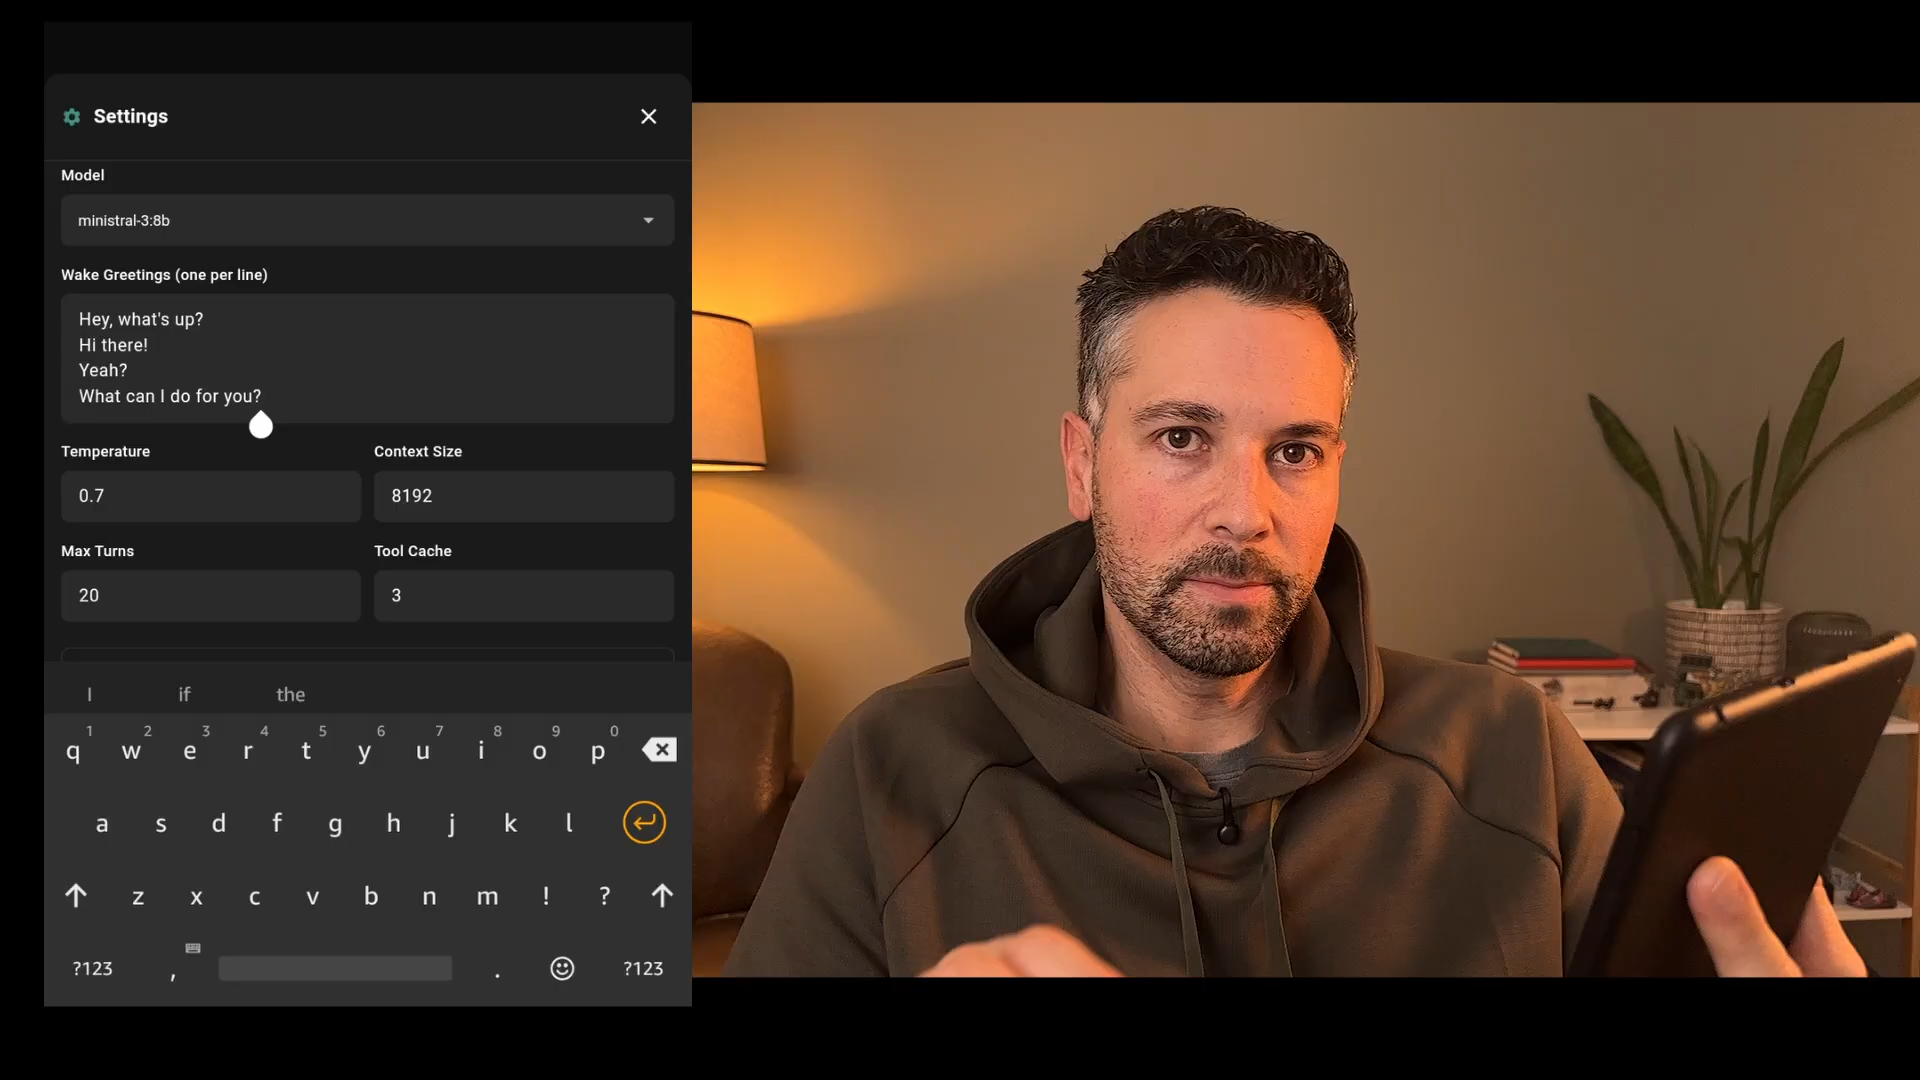 Settings
Model
ministral-3:8b
Wake Greetings (one per line)
Hey, what's up?
Hi there!
Yeah?
What can I do for you?
Temperature
Context Size
0.7
8192
Max Turns
Tool Cache
20
3
I if the
1 2 3 4 5 6 7 8 9 0
q w e r t y u i o p
a s d f g h j k l
z x c v b n m ! ?
?123 , . ?123